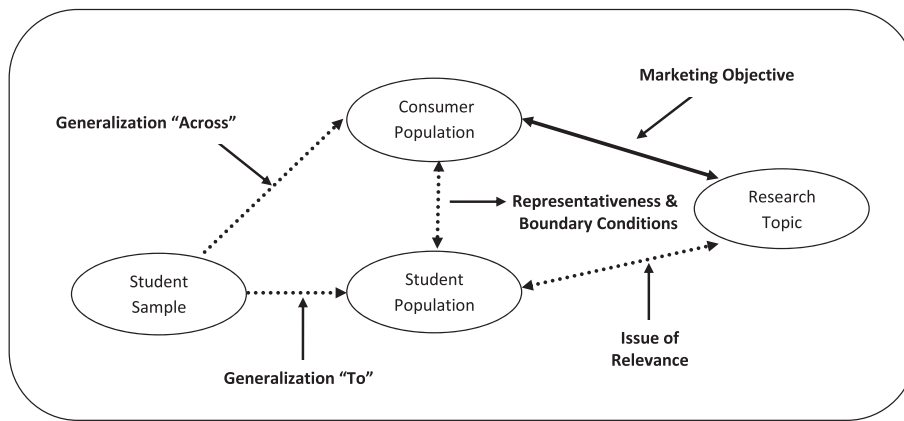 Marketing Objective
Consumer
Population
Generalization “Across”
Representativeness &
Boundary Conditions
Research
Topic
Student
Sample
Student
Population
Issue of
Relevance
Generalization “To”